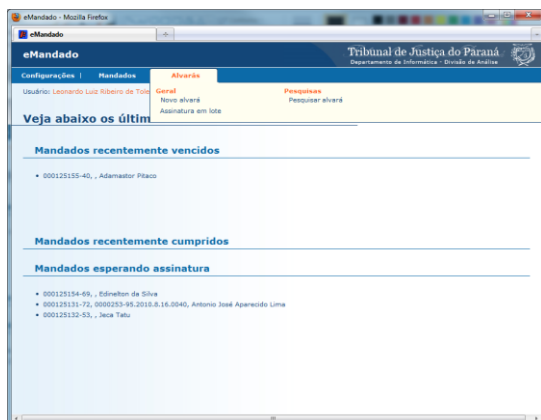 eMandado - Mozilla Firefox
eMandado
eMandado
Tribunal de Justiça do Paraná
Departamento de Informática - Divisão de Análise
Configurações | Mandados Alvarás
Usuário: Leonardo Luiz Ribeiro de Tole
Geral Pesquisas
Novo alvará Pesquisar alvará
Assinatura em lote
Veja abaixo os últim
Mandados recentemente vencidos
• 000125155-40, , Adamastor Pitaco
Mandados recentemente cumpridos
Mandados esperando assinatura
• 000125154-69, , Edinelton da Silva
• 000125131-72, 0000253-95.2010.8.16.0040, Antonio José Aparecido Lima
• 000125132-53, , Jeca Tatu